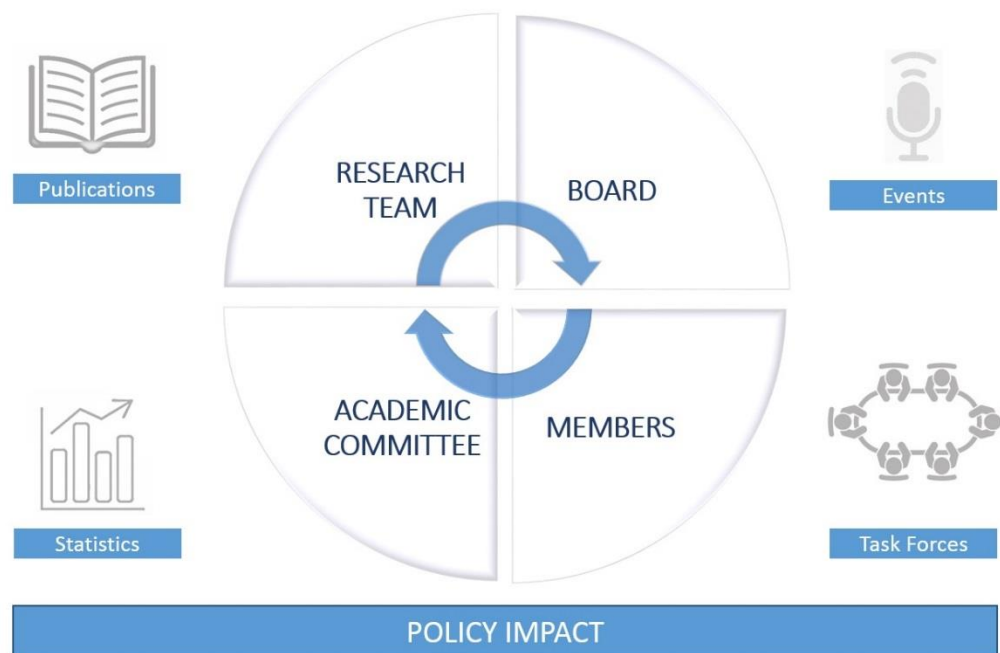 Publications
RESEARCH
TEAM
BOARD
Events
Statistics
ACADEMIC
COMMITTEE
MEMBERS
Task Forces
POLICY IMPACT